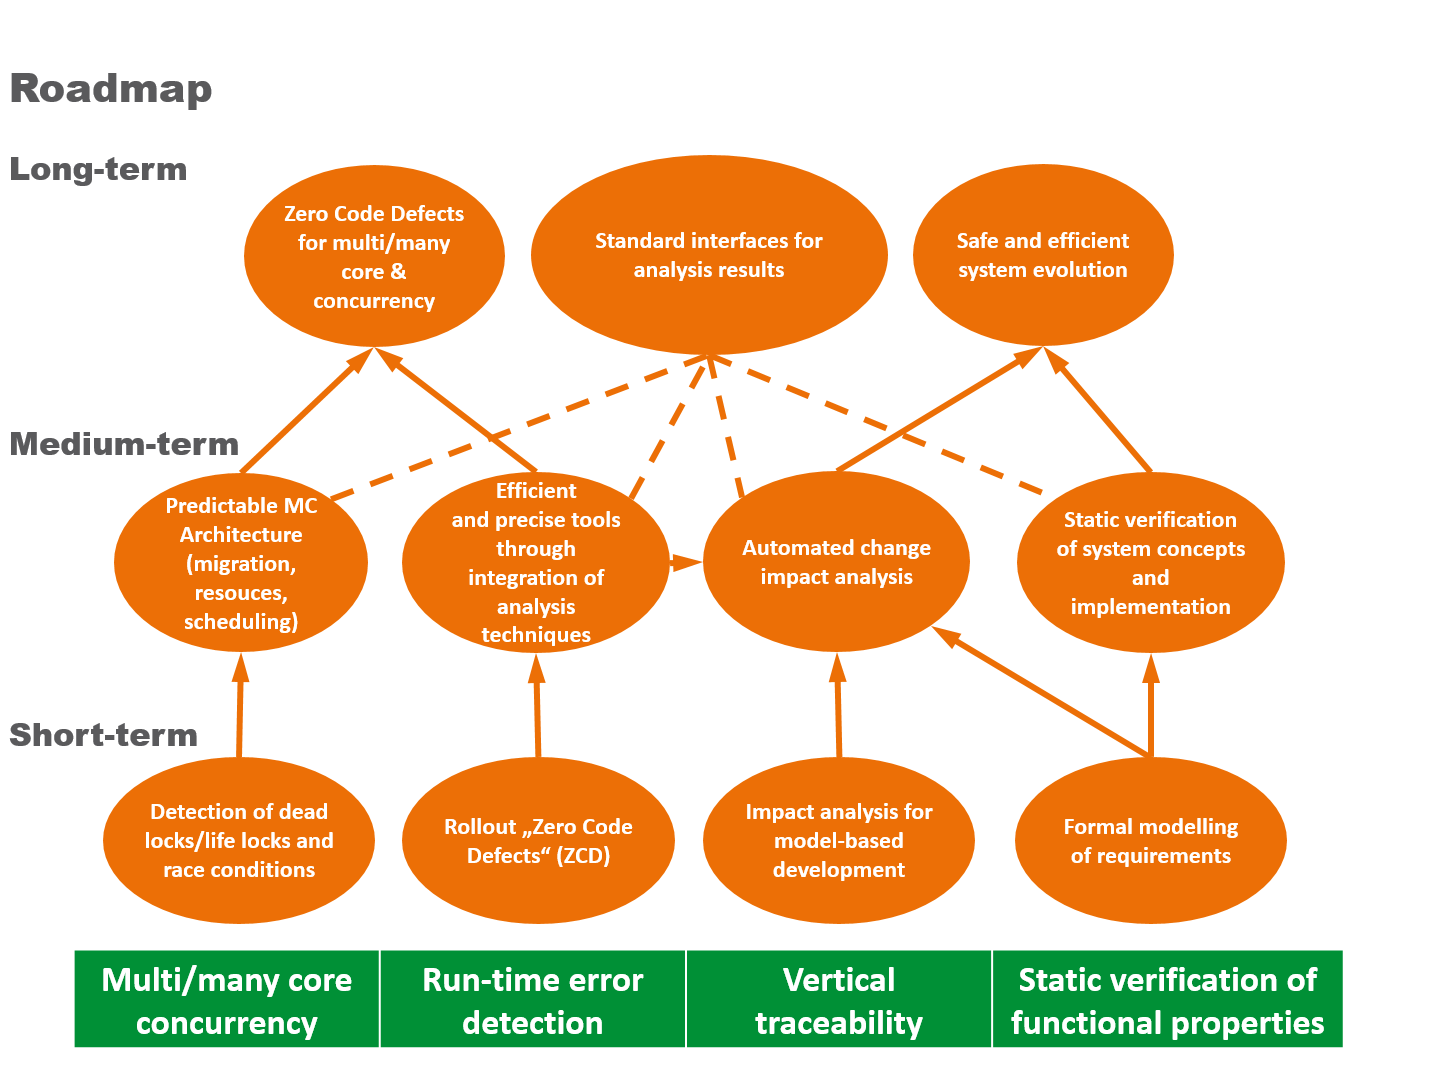 Roadmap
Long-term
Zero Code Defects
for multi/many
core &
concurrency
Standard interfaces for
analysis results
Safe and efficient
system evolution
Medium-term
Predictable MC
Architecture
(migration,
resouces,
scheduling)
Efficient
and precise tools
through
integration of
analysis
techniques
Automated change
impact analysis
Static verification
of system concepts
and
implementation
Short-term
Detection of dead
locks/life locks and
race conditions
Rollout „Zero Code
Defects“ (ZCD)
Impact analysis for
model-based
development
Formal modelling
of requirements
Multi/many core
concurrency
Run-time error
detection
Vertical
traceability
Static verification of
functional properties